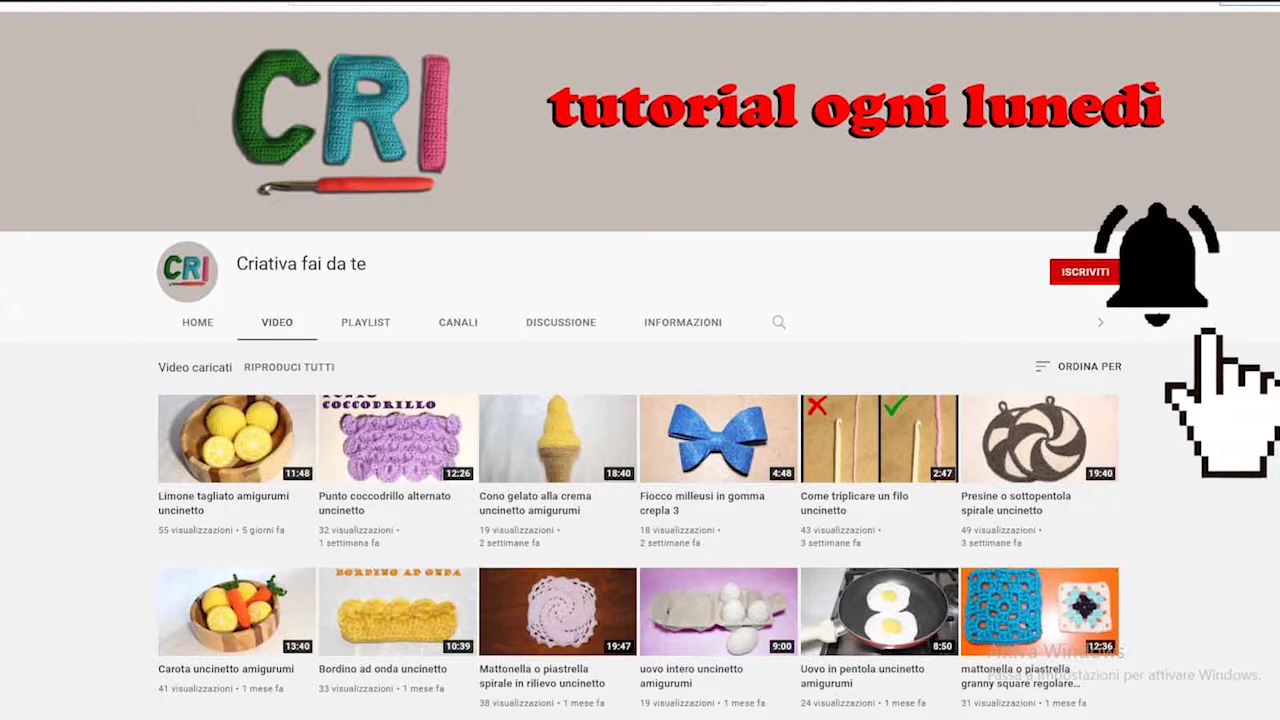 CRI
tutorial ogni lunedì
CRI
Criativa fai da te
ISCRIVITI
HOME VIDEO PLAYLIST CANALI DISCUSSIONE INFORMAZIONI
Video caricati RIPRODUCI TUTTI ORDINA PER
COCCODRILLO
11:48 12:26 18:40 4:48 2:47 19:40
Limone tagliato amigurumi
uncinetto
55 visualizzazioni • 5 giorni fa
Punto coccodrillo alternato
uncinetto
32 visualizzazioni •
1 settimana fa
Cono gelato alla crema
uncinetto amigurumi
19 visualizzazioni •
2 settimane fa
Fiocco milleusi in gomma
crepla 3
18 visualizzazioni •
2 settimane fa
Come triplicare un filo
uncinetto
43 visualizzazioni •
3 settimane fa
Presine o sottopentola
spirale uncinetto
49 visualizzazioni •
3 settimane fa
BORDINO AD ONDA
13:40 10:39 19:47 9:00 8:50 12:36
Carota uncinetto amigurumi
41 visualizzazioni • 1 mese fa
Bordino ad onda uncinetto
33 visualizzazioni • 1 mese fa
Mattonella o piastrella
spirale in rilievo uncinetto
38 visualizzazioni • 1 mese fa
uovo intero uncinetto
amigurumi
19 visualizzazioni • 1 mese fa
Uovo in pentola uncinetto
amigurumi
24 visualizzazioni • 1 mese fa
mattonella o piastrella
granny square regolare...
31 visualizzazioni • 1 mese fa
Attiva Windows
Passa a Impostazioni per attivare Windows.